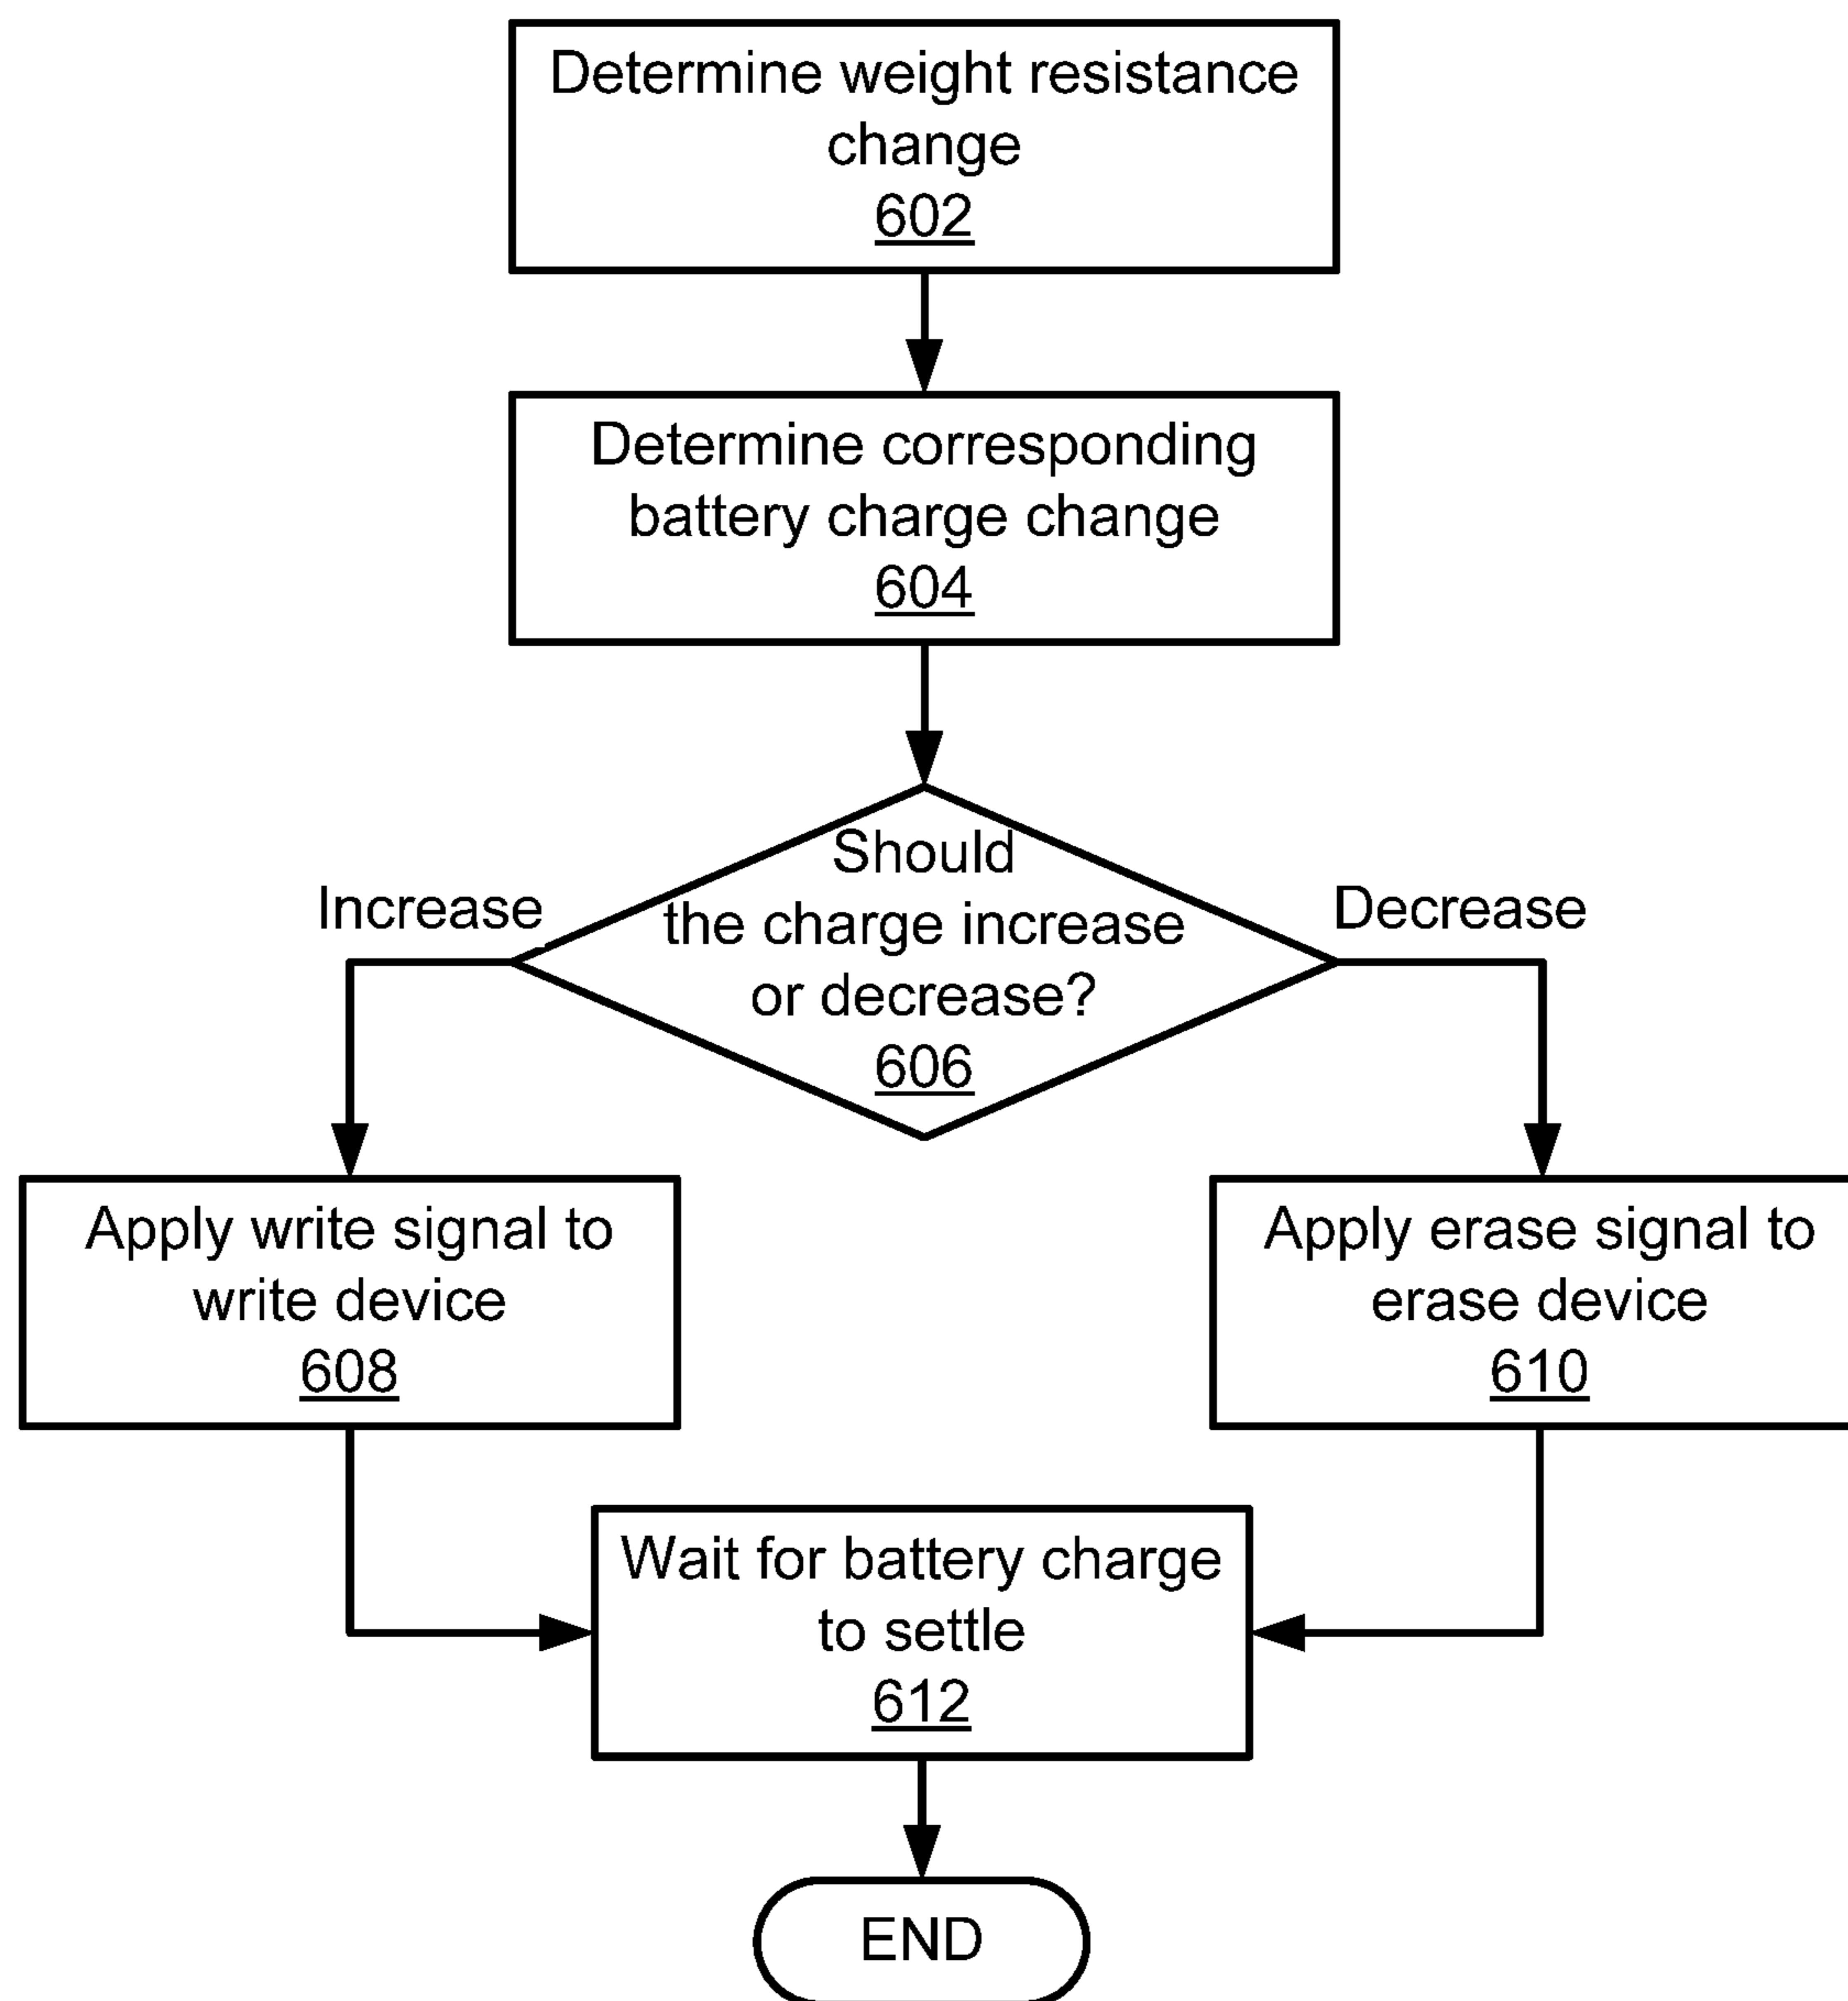 Determine weight resistance
change
602
Determine corresponding
battery charge change
604
Should
the charge increase
or decrease?
606
Increase
Decrease
Apply write signal to
write device
608
Apply erase signal to
erase device
610
Wait for battery charge
to settle
612
END